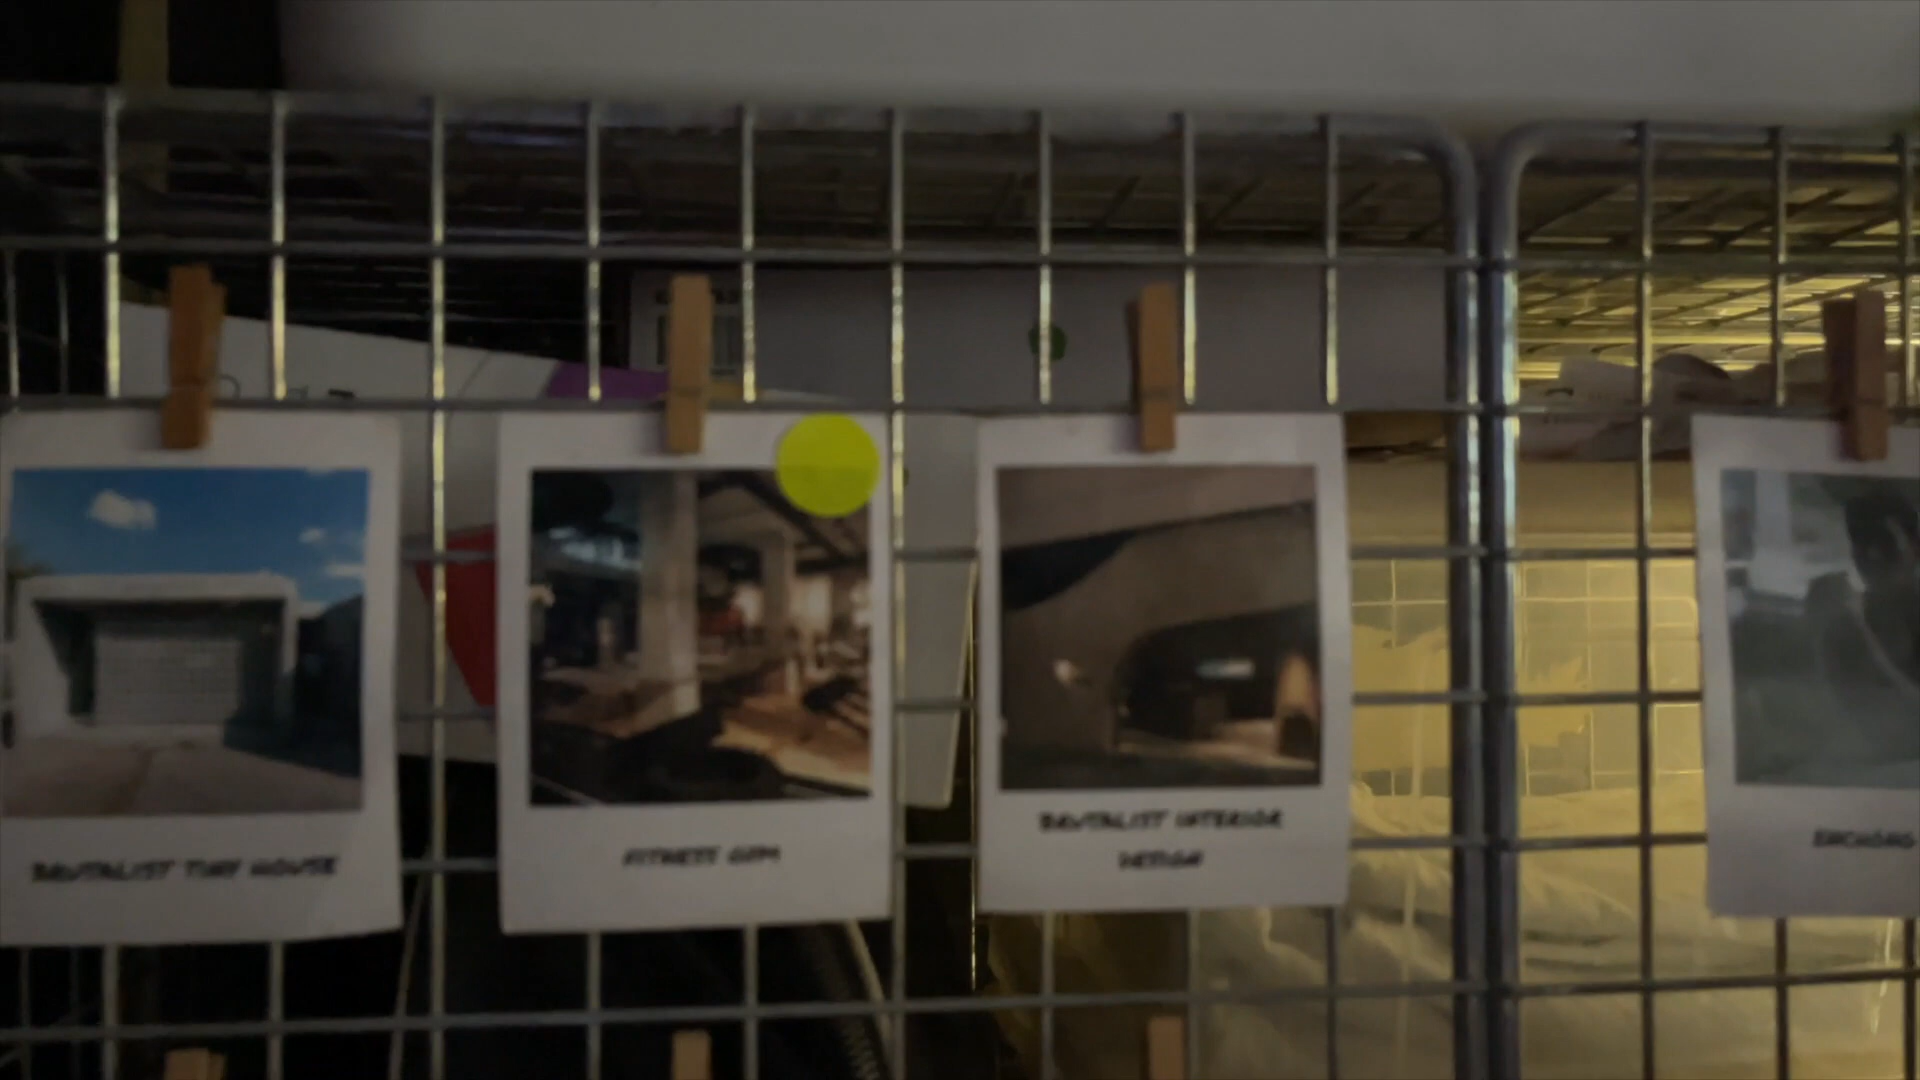 BRUTALIST TINY HOUSE
FITNESS GYM
BRUTALIST INTERIOR
DESIGN